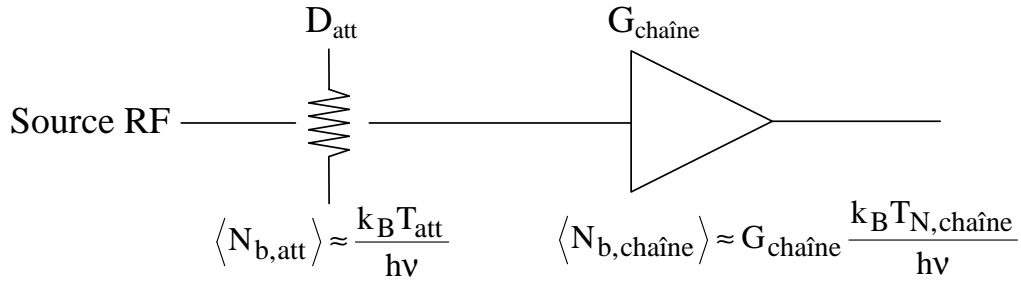 D_att G_chaîne
Source RF
⟨N_b,att⟩ ≈ k_B T_att / hν ⟨N_b,chaîne⟩ ≈ G_chaîne k_B T_N,chaîne / hν